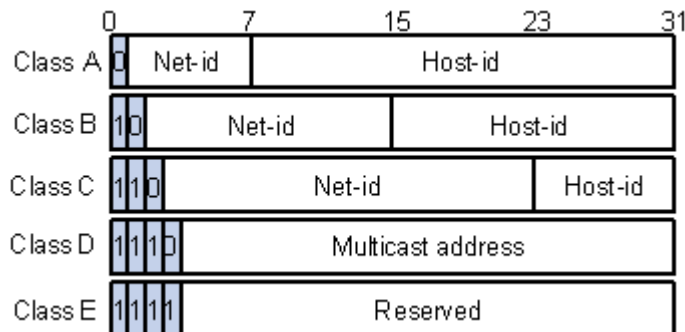 0 7 15 23 31
Class A 0 Net-id Host-id
Class B 1 0 Net-id Host-id
Class C 1 1 0 Net-id Host-id
Class D 1 1 1 0 Multicast address
Class E 1 1 1 1 Reserved